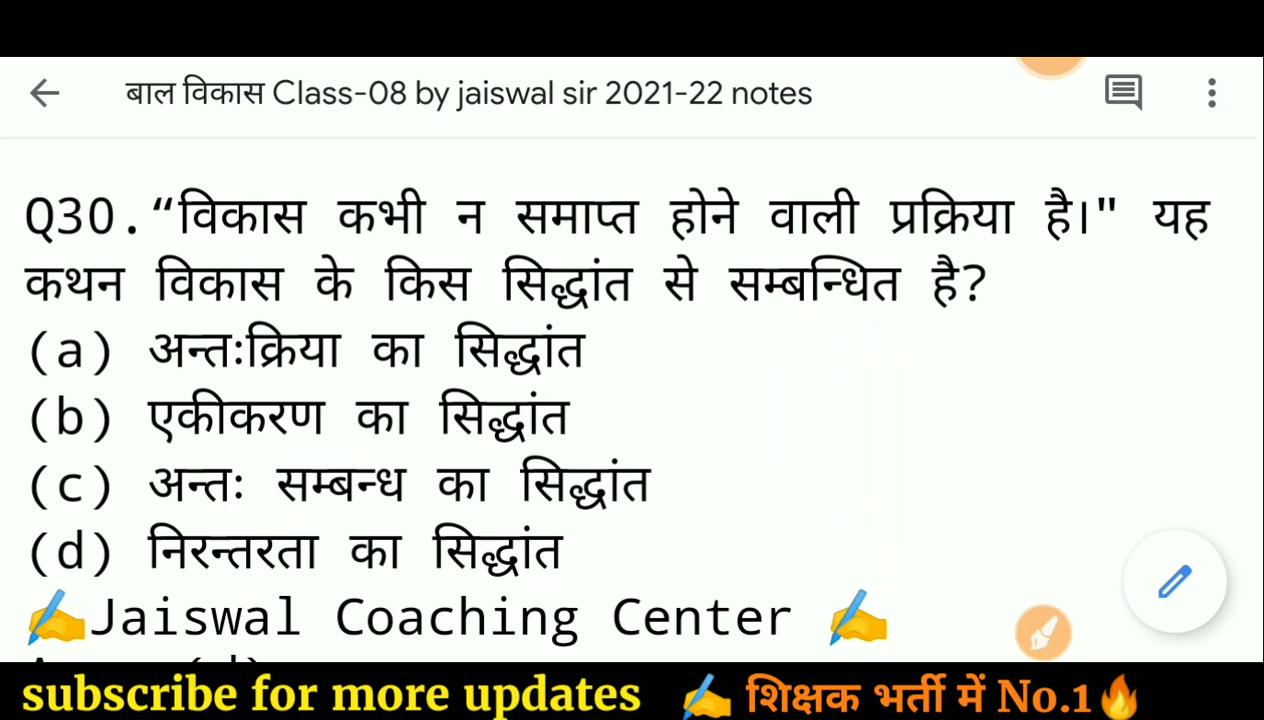 बाल विकास Class-08 by jaiswal sir 2021-22 notes
Q30.“विकास कभी न समाप्त होने वाली प्रक्रिया है।" यह
कथन विकास के किस सिद्धांत से सम्बन्धित है?
(a) अन्तःक्रिया का सिद्धांत
(b) एकीकरण का सिद्धांत
(c) अन्तः सम्बन्ध का सिद्धांत
(d) निरन्तरता का सिद्धांत
✍️Jaiswal Coaching Center ✍️
subscribe for more updates ✍️ शिक्षक भर्ती में No.1🔥